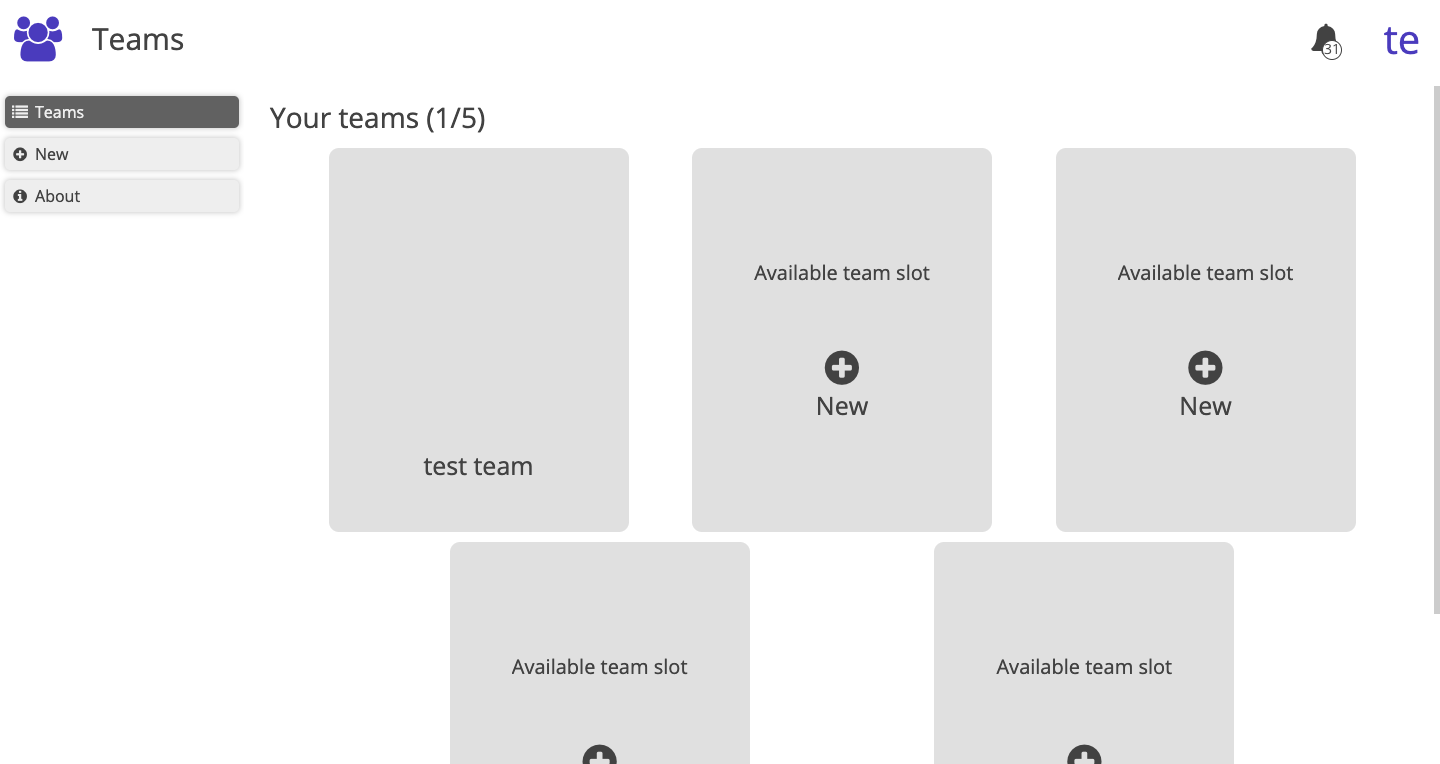 Teams
31
te
Teams
New
About
Your teams (1/5)
test team
Available team slot
New
Available team slot
New
Available team slot
Available team slot